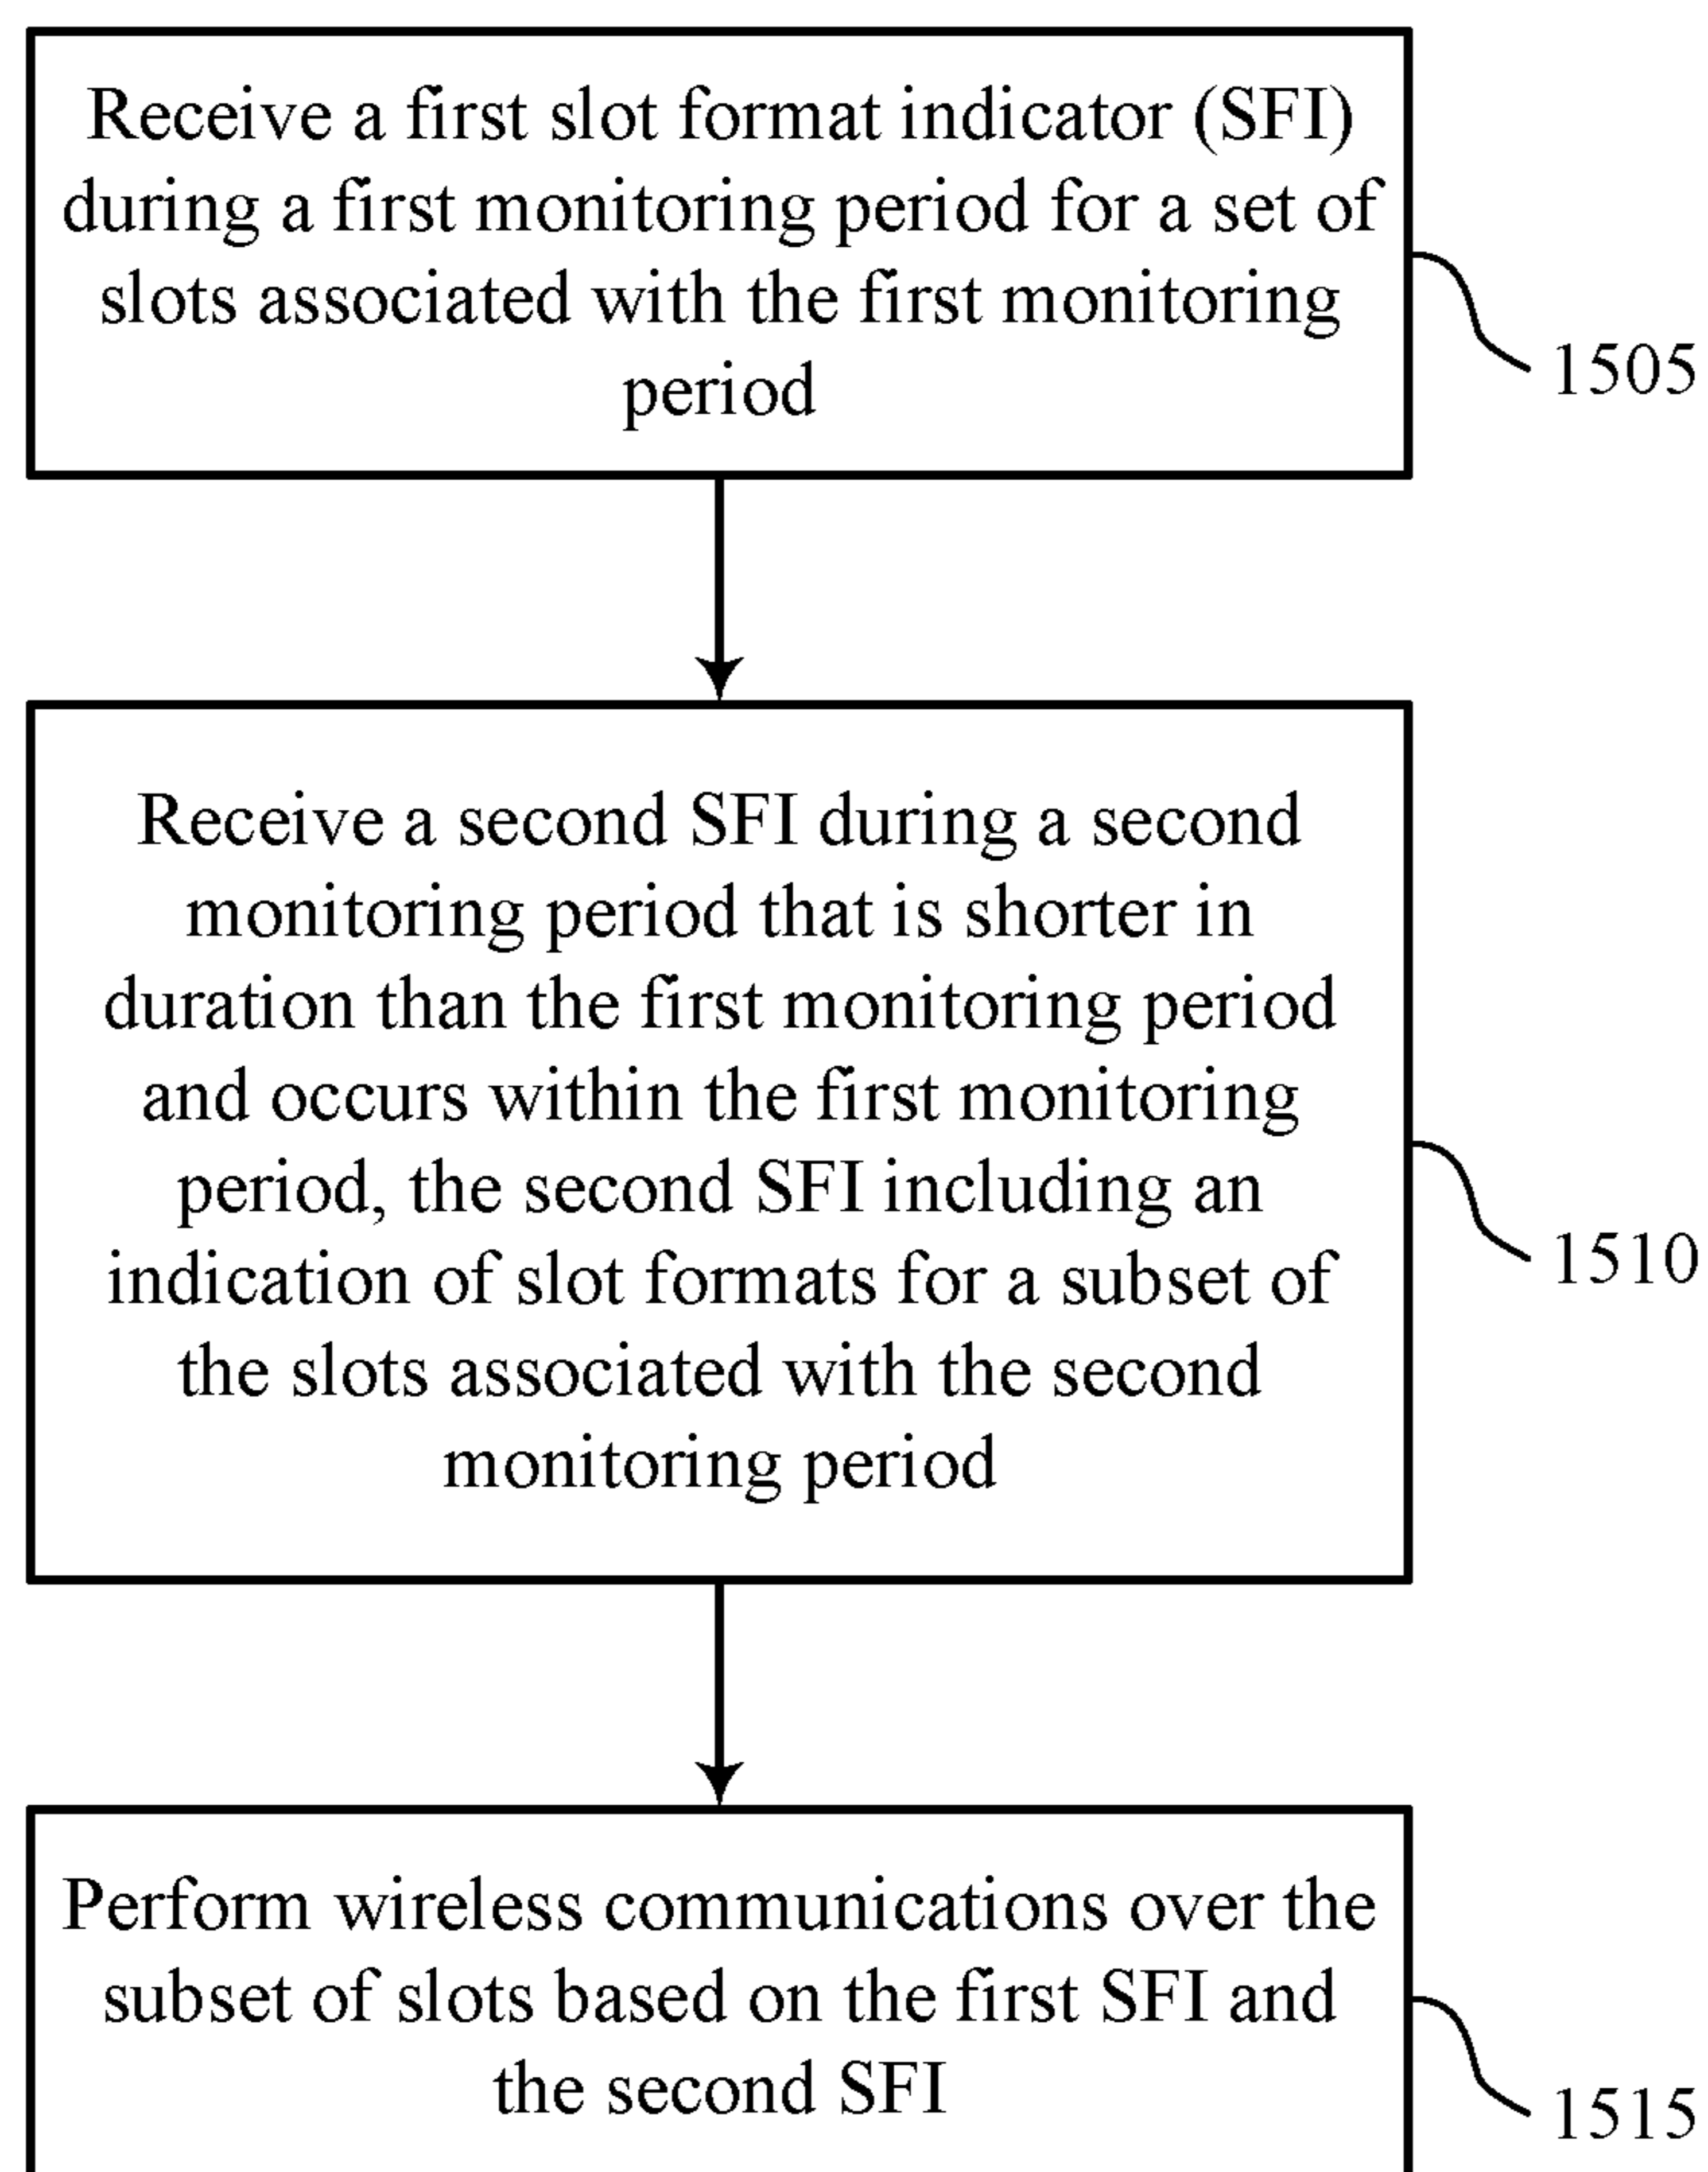 Receive a first slot format indicator (SFI)
during a first monitoring period for a set of
slots associated with the first monitoring
period
1505
Receive a second SFI during a second
monitoring period that is shorter in
duration than the first monitoring period
and occurs within the first monitoring
period, the second SFI including an
indication of slot formats for a subset of
the slots associated with the second
monitoring period
1510
Perform wireless communications over the
subset of slots based on the first SFI and
the second SFI
1515